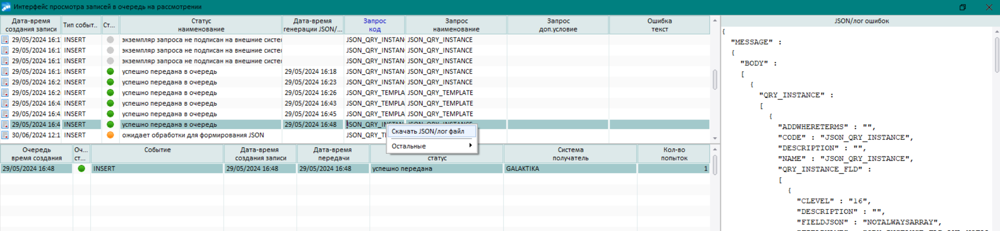 Интерфейс просмотра записей в очередь на рассмотрении
Дата-время создания записи Тип событ... Ст... Статус наименование Дата-время генерации JSON/... Запрос код Запрос наименование Запрос доп.условие Ошибка текст
29/05/2024 16:1 INSERT экземпляр запроса не подписан на внешние систе JSON_QRY_INSTAN JSON_QRY_INSTANCE
29/05/2024 16:1 INSERT экземпляр запроса не подписан на внешние систе JSON_QRY_INSTAN JSON_QRY_INSTANCE
29/05/2024 16:1 INSERT экземпляр запроса не подписан на внешние систе JSON_QRY_INSTAN JSON_QRY_INSTANCE
29/05/2024 16:1 INSERT успешно передана в очередь 29/05/2024 16:18 JSON_QRY_INSTAN JSON_QRY_INSTANCE
29/05/2024 16:2 INSERT успешно передана в очередь 29/05/2024 16:23 JSON_QRY_INSTAN JSON_QRY_INSTANCE
29/05/2024 16:2 INSERT успешно передана в очередь 29/05/2024 16:26 JSON_QRY_TEMPLA JSON_QRY_TEMPLATE
29/05/2024 16:4 INSERT успешно передана в очередь 29/05/2024 16:43 JSON_QRY_TEMPLA JSON_QRY_TEMPLATE
29/05/2024 16:4 INSERT успешно передана в очередь 29/05/2024 16:45 JSON_QRY_TEMPLA JSON_QRY_TEMPLATE
29/05/2024 16:4 INSERT успешно передана в очередь 29/05/2024 16:48
30/06/2024 12:1 INSERT ожидает обработки для формирования JSON JSON_QRY_TI
Скачать JSON/лог файл
Остальные
Очередь время создания Оч... ст... Событие Дата-время создания записи Дата-время передачи статус Система получатель Кол-во попыток
29/05/2024 16:48 INSERT 29/05/2024 16:48 29/05/2024 16:48 успешно передана GALAKTIKA 1
JSON/лог ошибок
{
"MESSAGE" :
{
"BODY" :
[
{
"QRY_INSTANCE" :
[
{
"ADDWHERETERMS" : "",
"CODE" : "JSON_QRY_INSTANCE",
"DESCRIPTION" : "",
"NAME" : "JSON_QRY_INSTANCE",
"QRY_INSTANCE_FLD" :
[
{
"CLEVEL" : "16",
"DESCRIPTION" : "",
"FIELDJSON" : "NOTALWAYSARRAY",